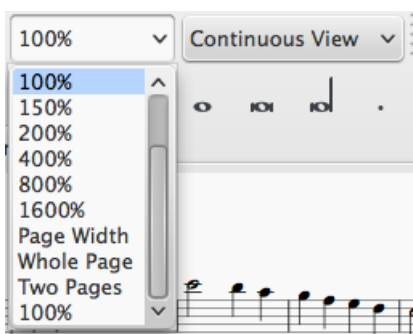 100% Continuous View
100%
150%
200%
400%
800%
1600%
Page Width
Whole Page
Two Pages
100%